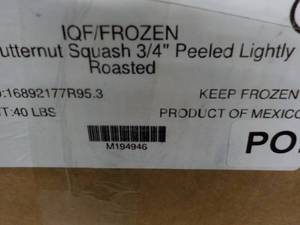 IQF/FROZEN
utternut Squash 3/4" Peeled Lightly
Roasted
:16892177R95.3
KEEP FROZEN
T:40 LBS
PRODUCT OF MEXICO
M194946
PO